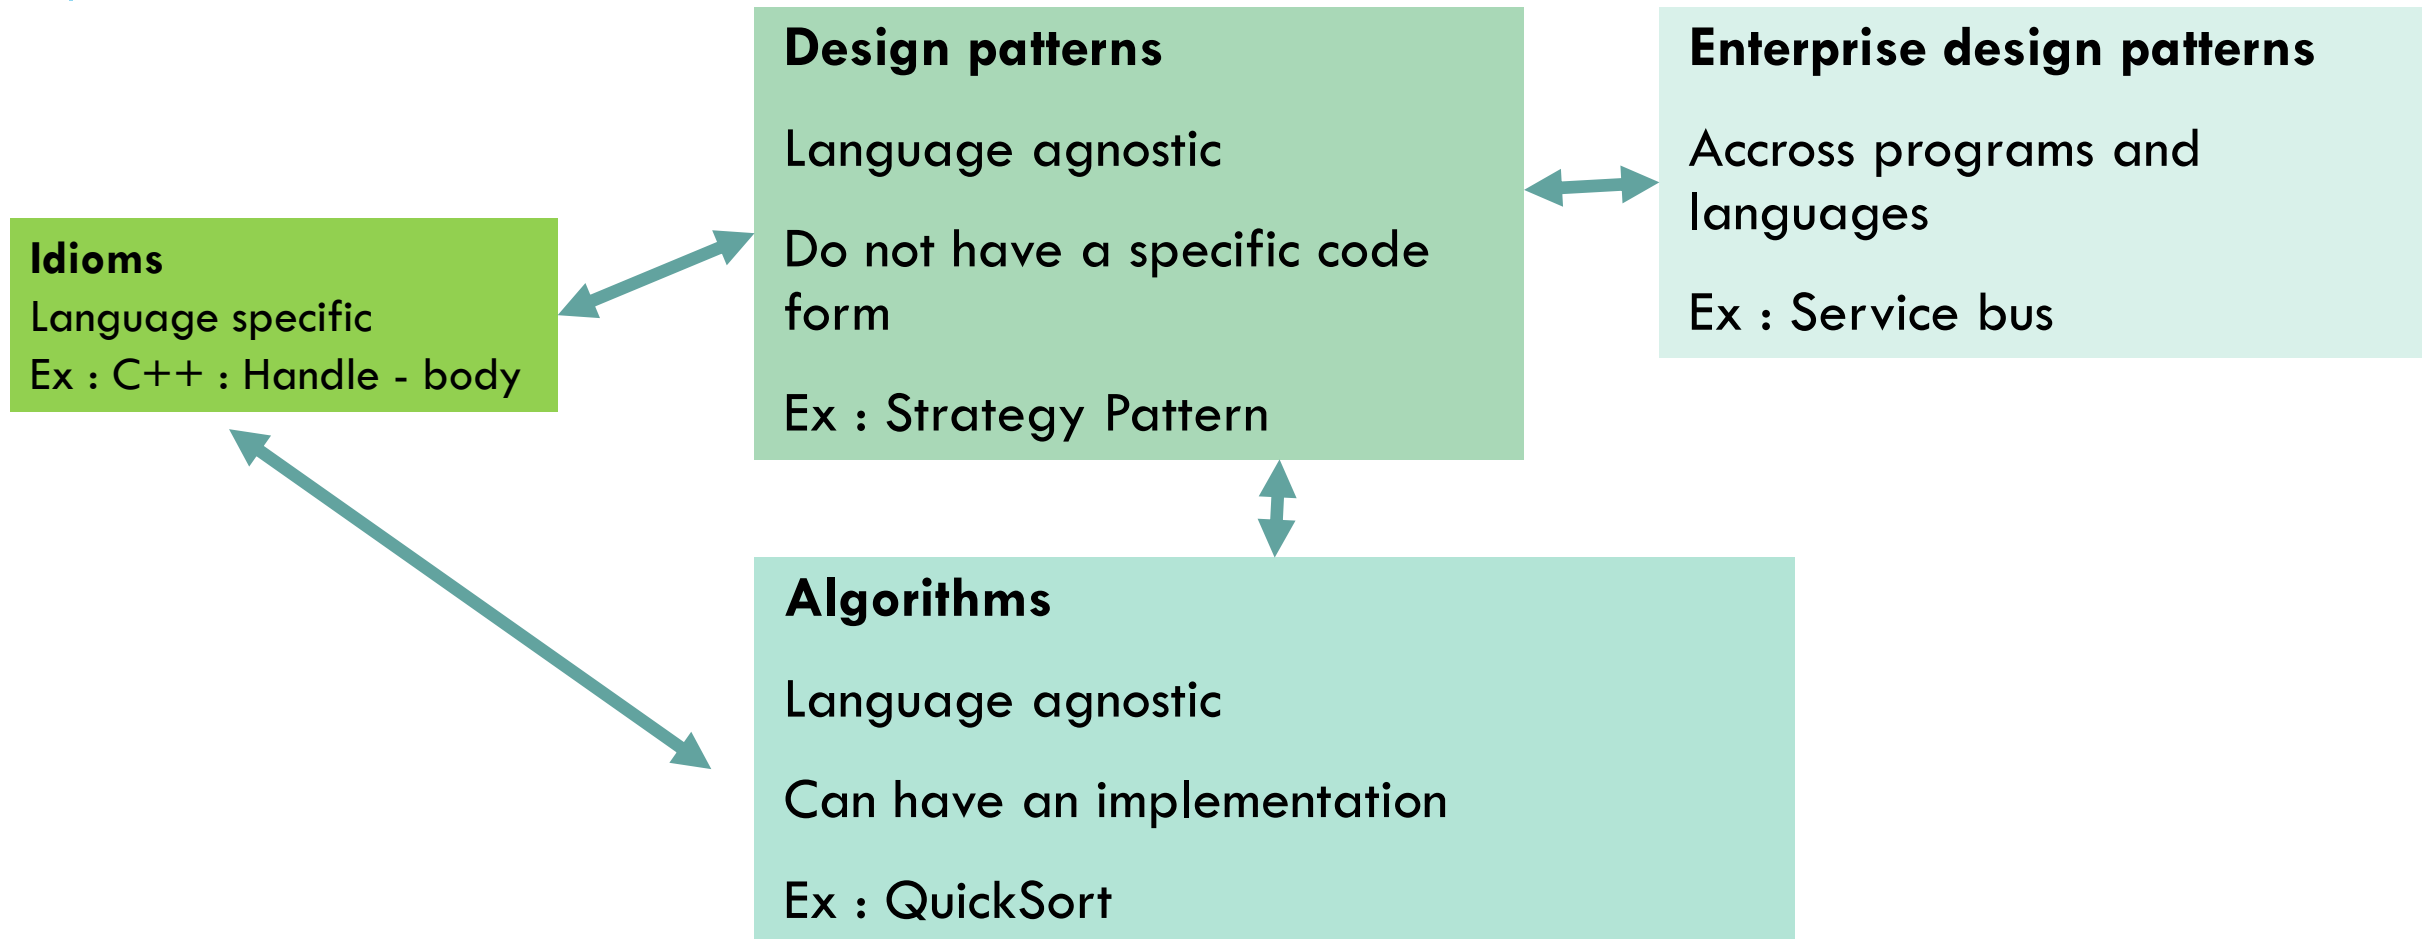 Idioms
Language specific
Ex : C++ : Handle - body
Design patterns
Language agnostic
Do not have a specific code
form
Ex : Strategy Pattern
Enterprise design patterns
Accross programs and
languages
Ex : Service bus
Algorithms
Language agnostic
Can have an implementation
Ex : QuickSort